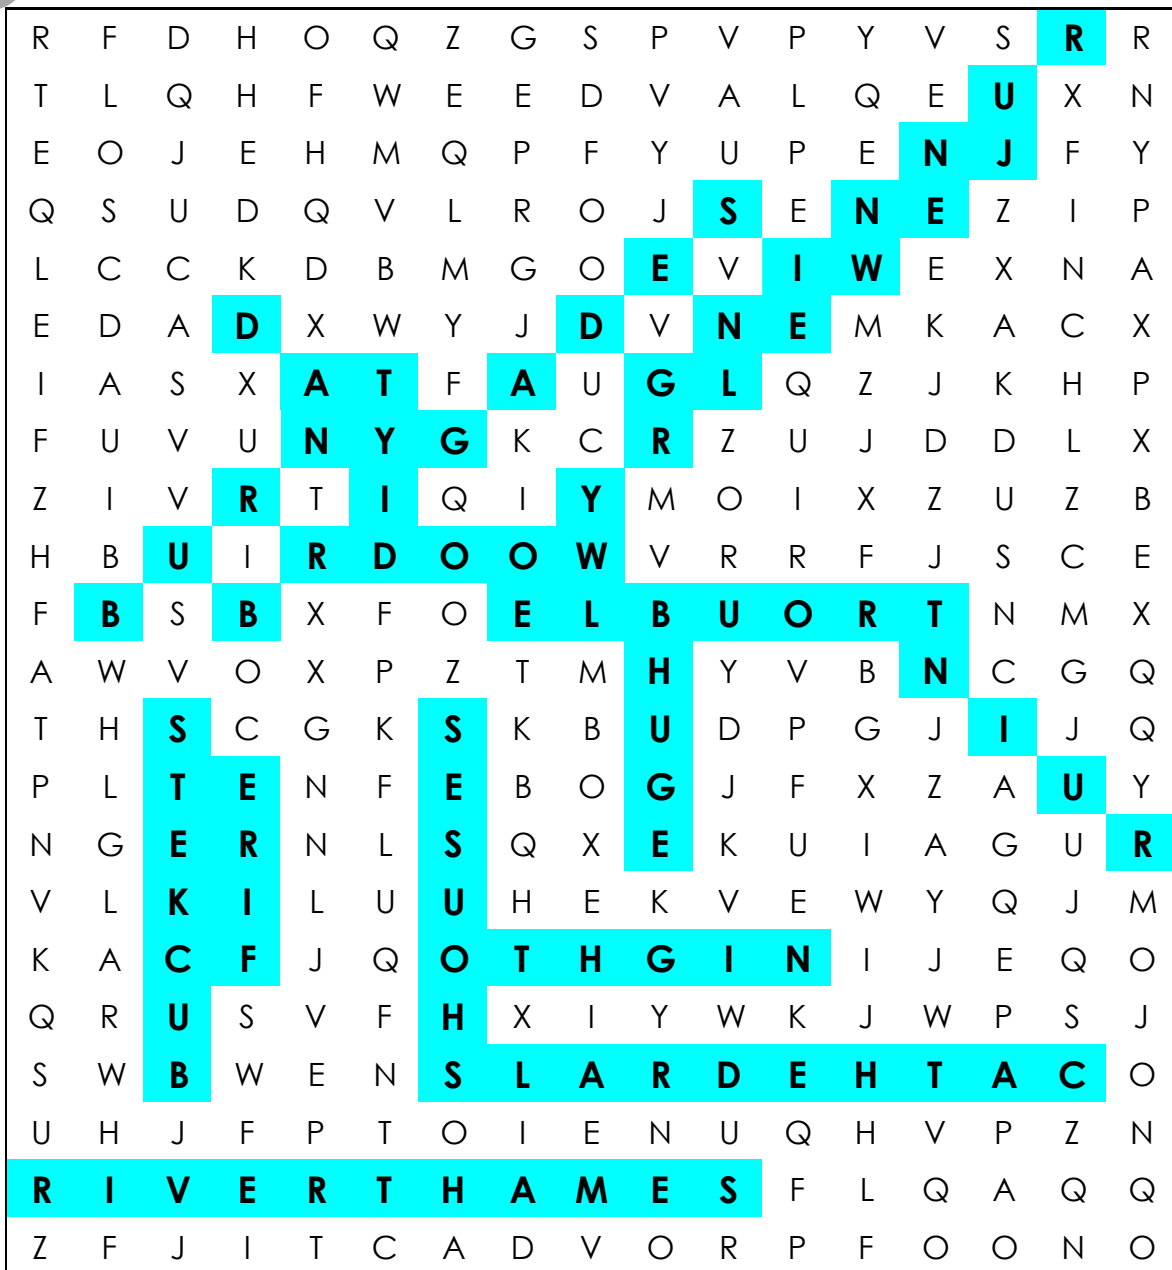 R F D H O Q Z G S P V P Y V S R R
T L Q H F W E E D V A L Q E U X N
E O J E H M Q P F Y U P E N J F Y
Q S U D Q V L R O J S E N E Z I P
L C C K D B M G O E V I W E X N A
E D A D X W Y J D V N E M K A C X
I A S X A T F A U G L Q Z J K H P
F U V U N Y G K C R Z U J D D L X
Z I V R T I Q I Y M O I X Z U Z B
H B U I R D O O W V R R F J S C E
F B S B X F O E L B U O R T N M X
A W V O X P Z T M H Y V B N C G Q
T H S C G K S K B U D P G J I J Q
P L T E N F E B O G J F X Z A U Y
N G E R N L S Q X E K U I A G U R
V L K I L U U H E K V E W Y Q J M
K A C F J Q O T H G I N I J E Q O
Q R U S V F H X I Y W K J W P S J
S W B W E N S L A R D E H T A C O
U H J F P T O I E N U Q H V P Z N
R I V E R T H A M E S F L Q A Q Q
Z F J I T C A D V O R P F O O N O